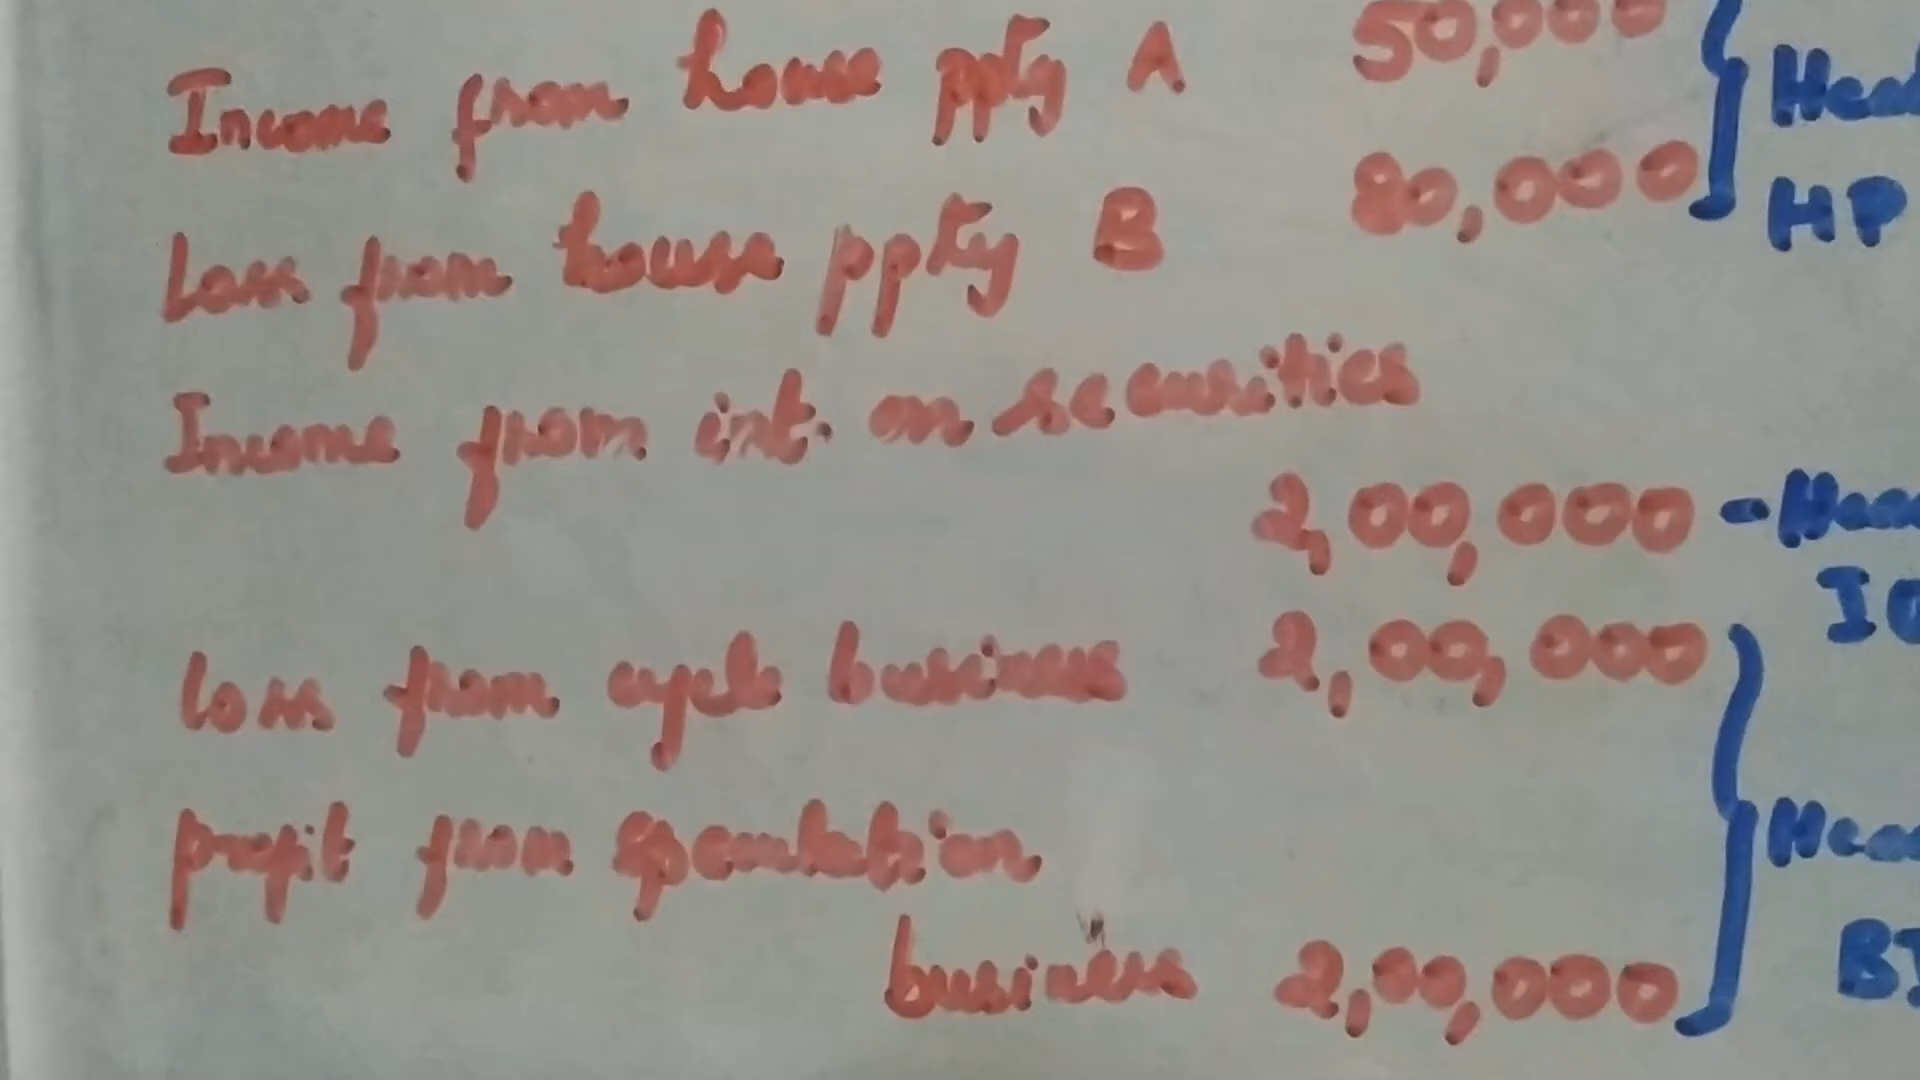 Income from house ppty A 50,000
Loss from house ppty B 80,000
HP
Income from int. on securities
2,00,000 -
Loss from cycle business 2,00,000
profit from speculation
business 2,00,000